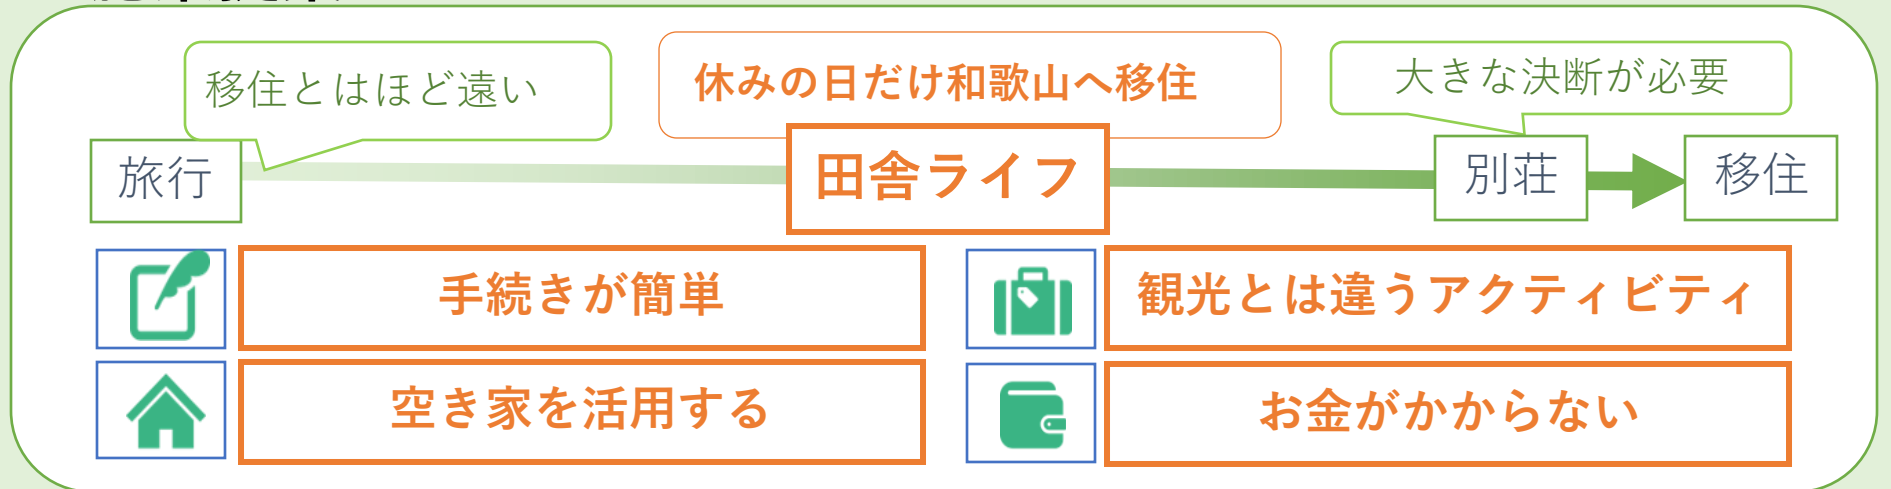 移住とはほど遠い
休みの日だけ和歌山へ移住
大きな決断が必要
旅行
田舎ライフ
別荘
移住
手続きが簡単
観光とは違うアクティビティ
空き家を活用する
お金がかからない